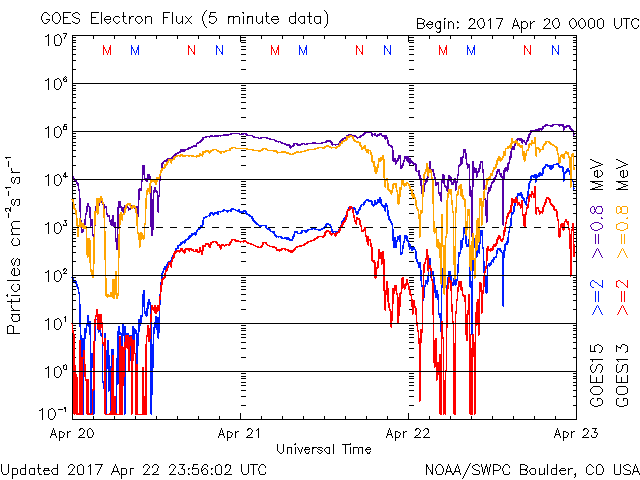 GOES Electron Flux (5 minute data)
Begin: 2017 Apr 20 0000 UTC
M M N N M M N N M M N N
10⁷
10⁶
10⁵
10⁴
10³
10²
10¹
10⁰
10⁻¹
Particles cm⁻²s⁻¹sr⁻¹
Apr 20 Apr 21 Apr 22 Apr 23
Universal Time
GOES15 >=2 >=0.8 MeV
GOES13 >=2 >=0.8 MeV
Updated 2017 Apr 22 23:56:02 UTC
NOAA/SWPC Boulder, CO USA